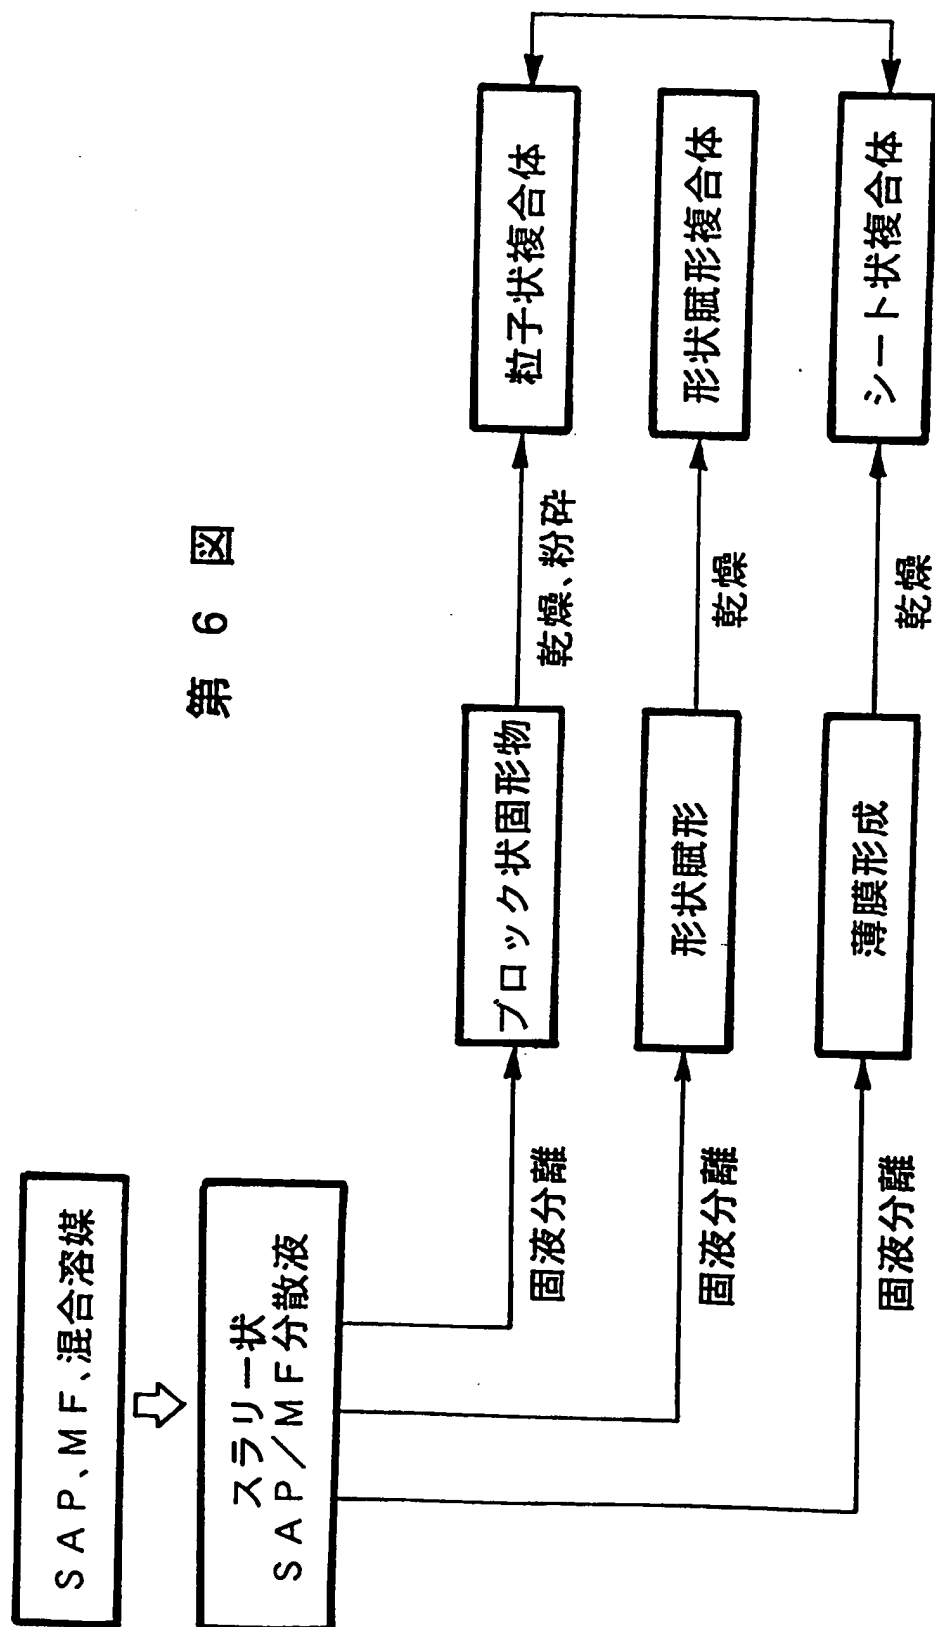 第 6 図
SAP、MF、混合溶媒
スラリー状
SAP/MF分散液
固液分離
ブロック状固形物
乾燥、粉砕
粒子状複合体
固液分離
形状賦形
乾燥
形状賦形複合体
固液分離
薄膜形成
乾燥
シート状複合体